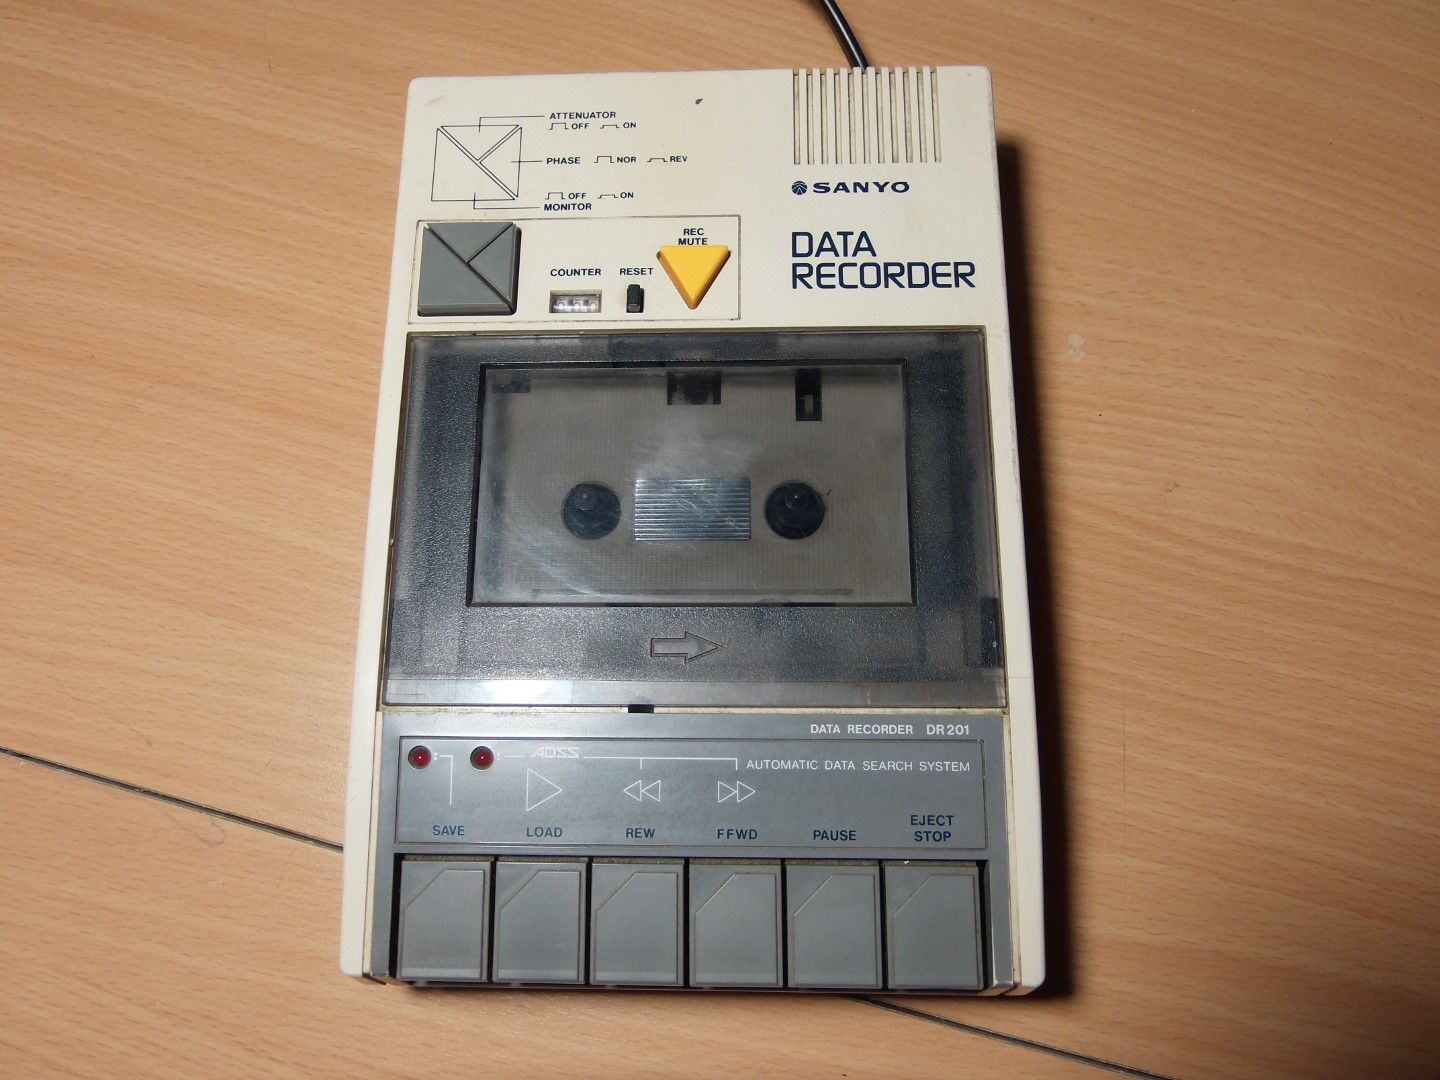 ATTENUATOR
OFF ON
PHASE NOR REV
OFF ON
MONITOR
SANYO
DATA
RECORDER
REC
MUTE
COUNTER RESET
DATA RECORDER DR201
ADSS
AUTOMATIC DATA SEARCH SYSTEM
SAVE LOAD REW FFWD PAUSE EJECT
STOP